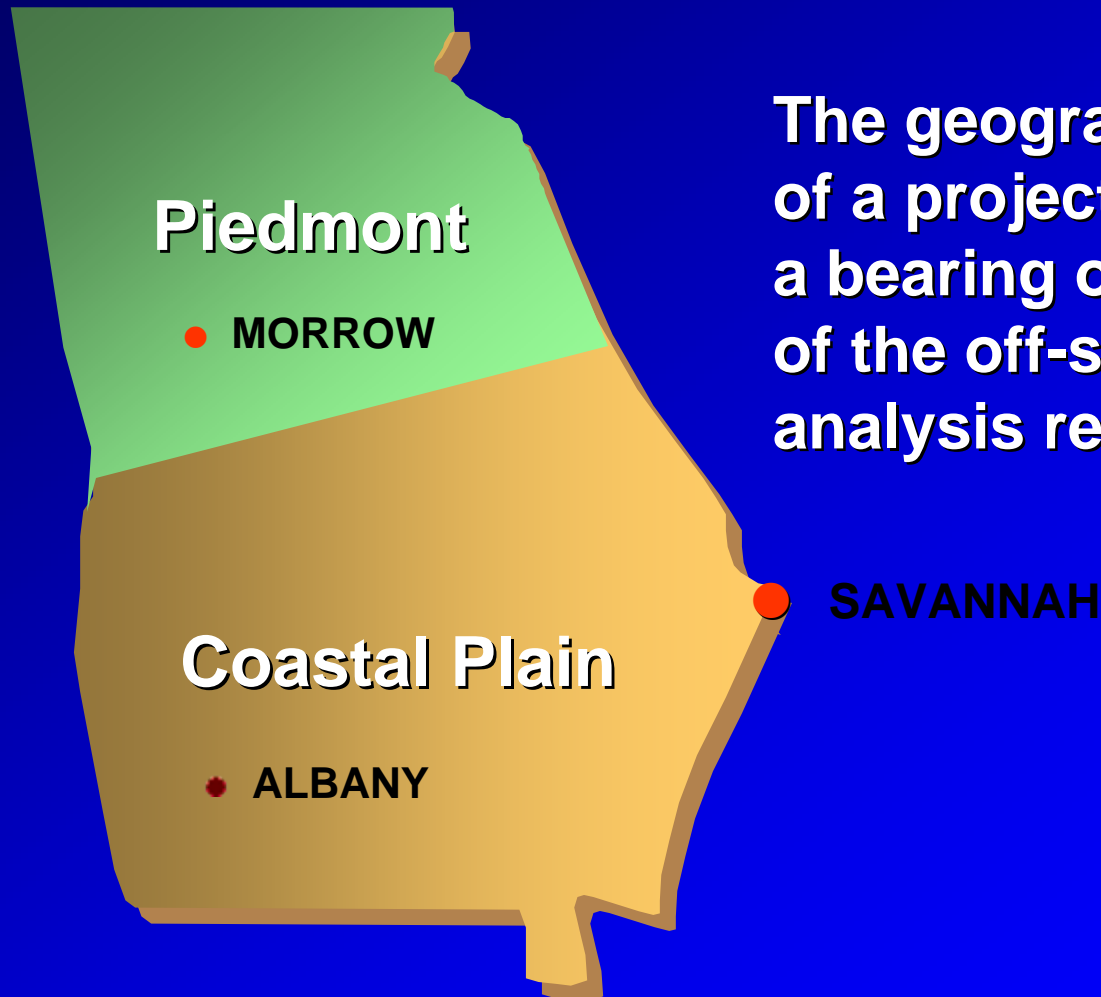 Piedmont
MORROW
Coastal Plain
ALBANY
The geogra
of a project
a bearing o
of the off-s
analysis re
SAVANNAH